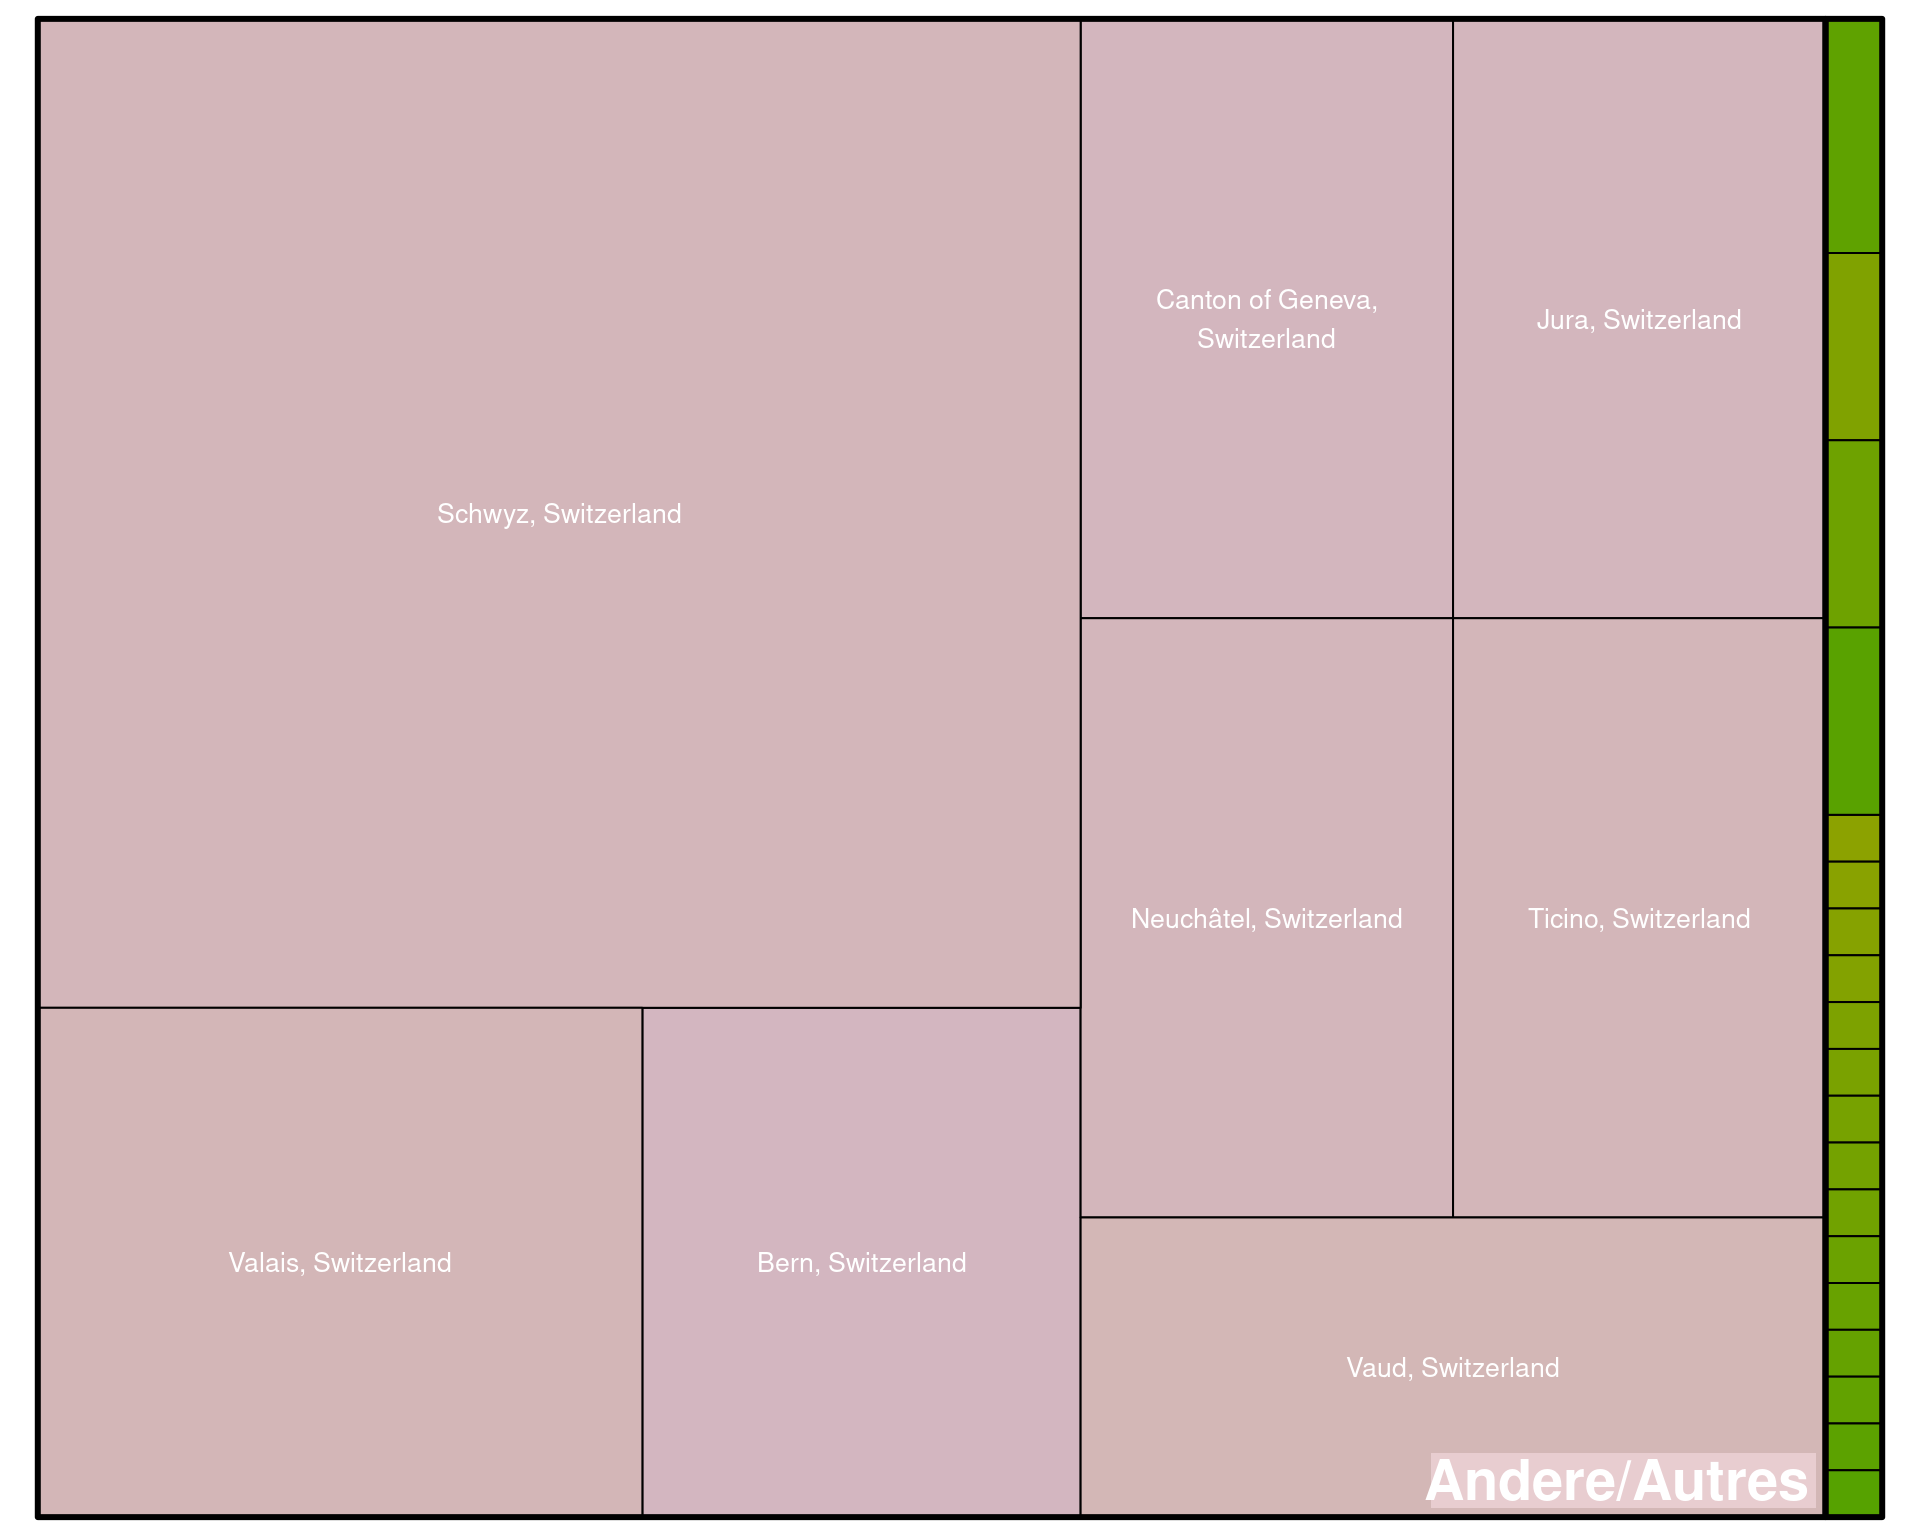 Schwyz, Switzerland
Valais, Switzerland
Bern, Switzerland
Canton of Geneva,
Switzerland
Jura, Switzerland
Neuchâtel, Switzerland
Ticino, Switzerland
Vaud, Switzerland
Andere/Autres